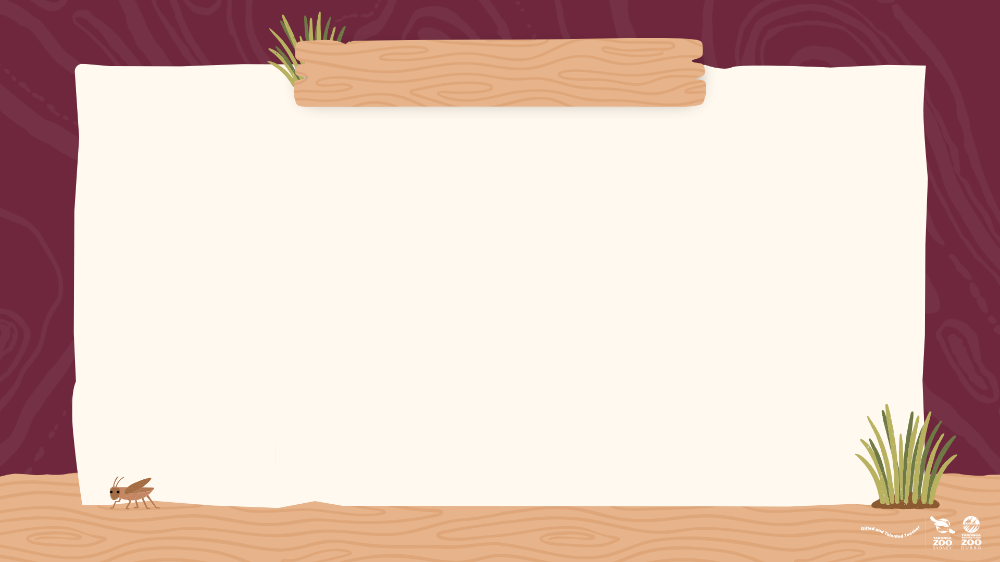 Gifted and Talented Teacher
TARONGA
ZOO
SYDNEY
TARONGA
WESTERN PLAINS
ZOO
DUBBO